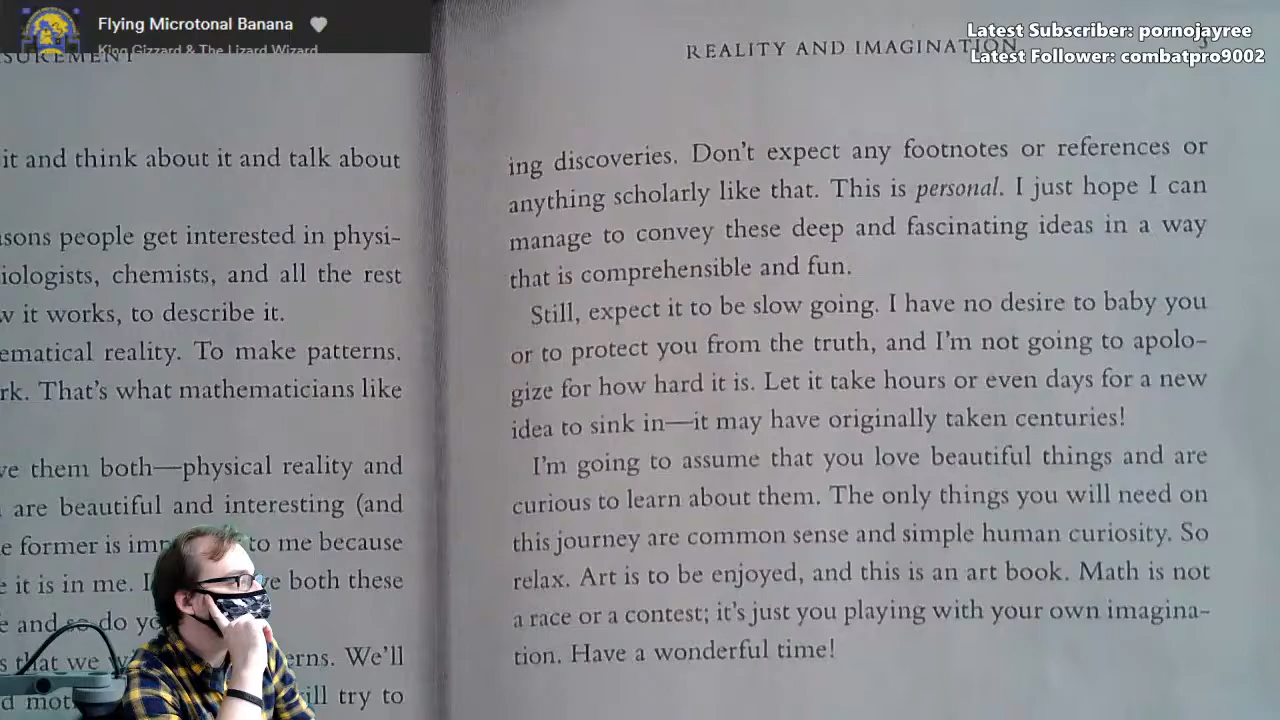 Flying Microtonal Banana
King Gizzard & The Lizard Wizard
Latest Subscriber: pornojayree
Latest Follower: combatpro9002
SUREMENT
it and think about it and talk about
asons people get interested in physi-
iologists, chemists, and all the rest
w it works, to describe it.
ematical reality. To make patterns.
rk. That's what mathematicians like
ve them both—physical reality and
are beautiful and interesting (and
e former is imp to me because
e it is in me. I ve both these
e and so do yo
s that we w erns. We'll
d mot ill try to
REALITY AND IMAGINATION
ing discoveries. Don't expect any footnotes or references or
anything scholarly like that. This is personal. I just hope I can
manage to convey these deep and fascinating ideas in a way
that is comprehensible and fun.
Still, expect it to be slow going. I have no desire to baby you
or to protect you from the truth, and I'm not going to apolo-
gize for how hard it is. Let it take hours or even days for a new
idea to sink in—it may have originally taken centuries!
I'm going to assume that you love beautiful things and are
curious to learn about them. The only things you will need on
this journey are common sense and simple human curiosity. So
relax. Art is to be enjoyed, and this is an art book. Math is not
a race or a contest; it's just you playing with your own imagina-
tion. Have a wonderful time!